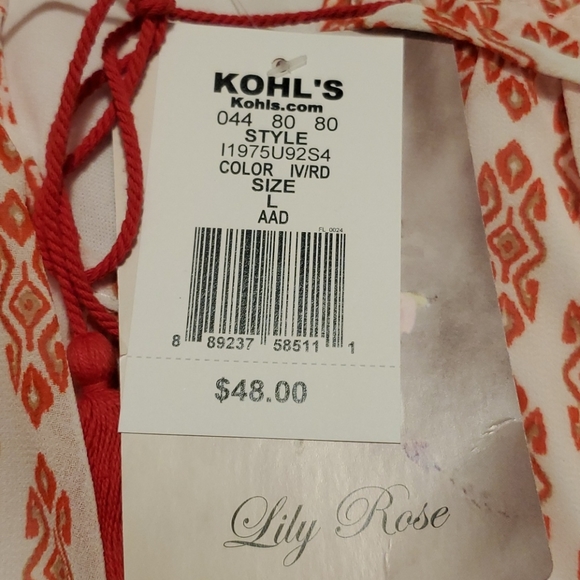 KOHL'S
Kohls.com
044 80 80
STYLE
I1975U92S4
COLOR IV/RD
SIZE
L
AAD
FL_0024
8 89237 58511 1
$48.00
Lily Rose